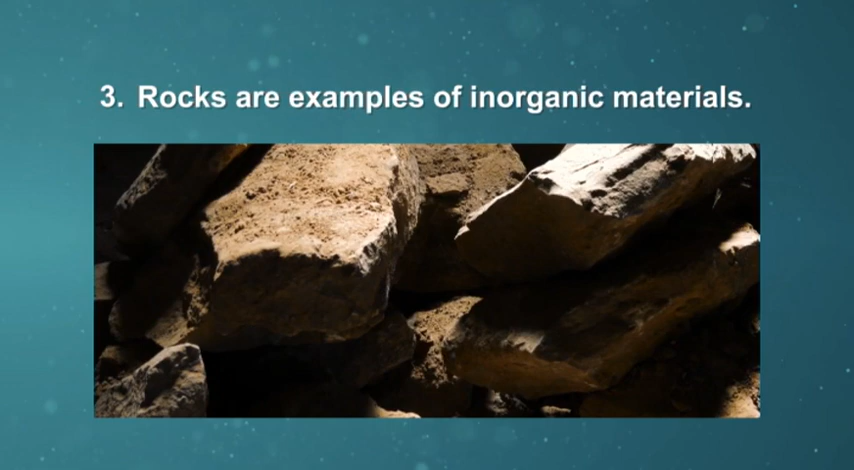 3. Rocks are examples of inorganic materials.